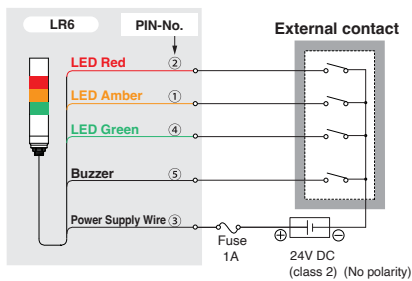 LR6 PIN-No.
External contact
LED Red ②
LED Amber ①
LED Green ④
Buzzer ⑤
Power Supply Wire ③
Fuse
1A
⊕ ⊖
24V DC
(class 2) (No polarity)